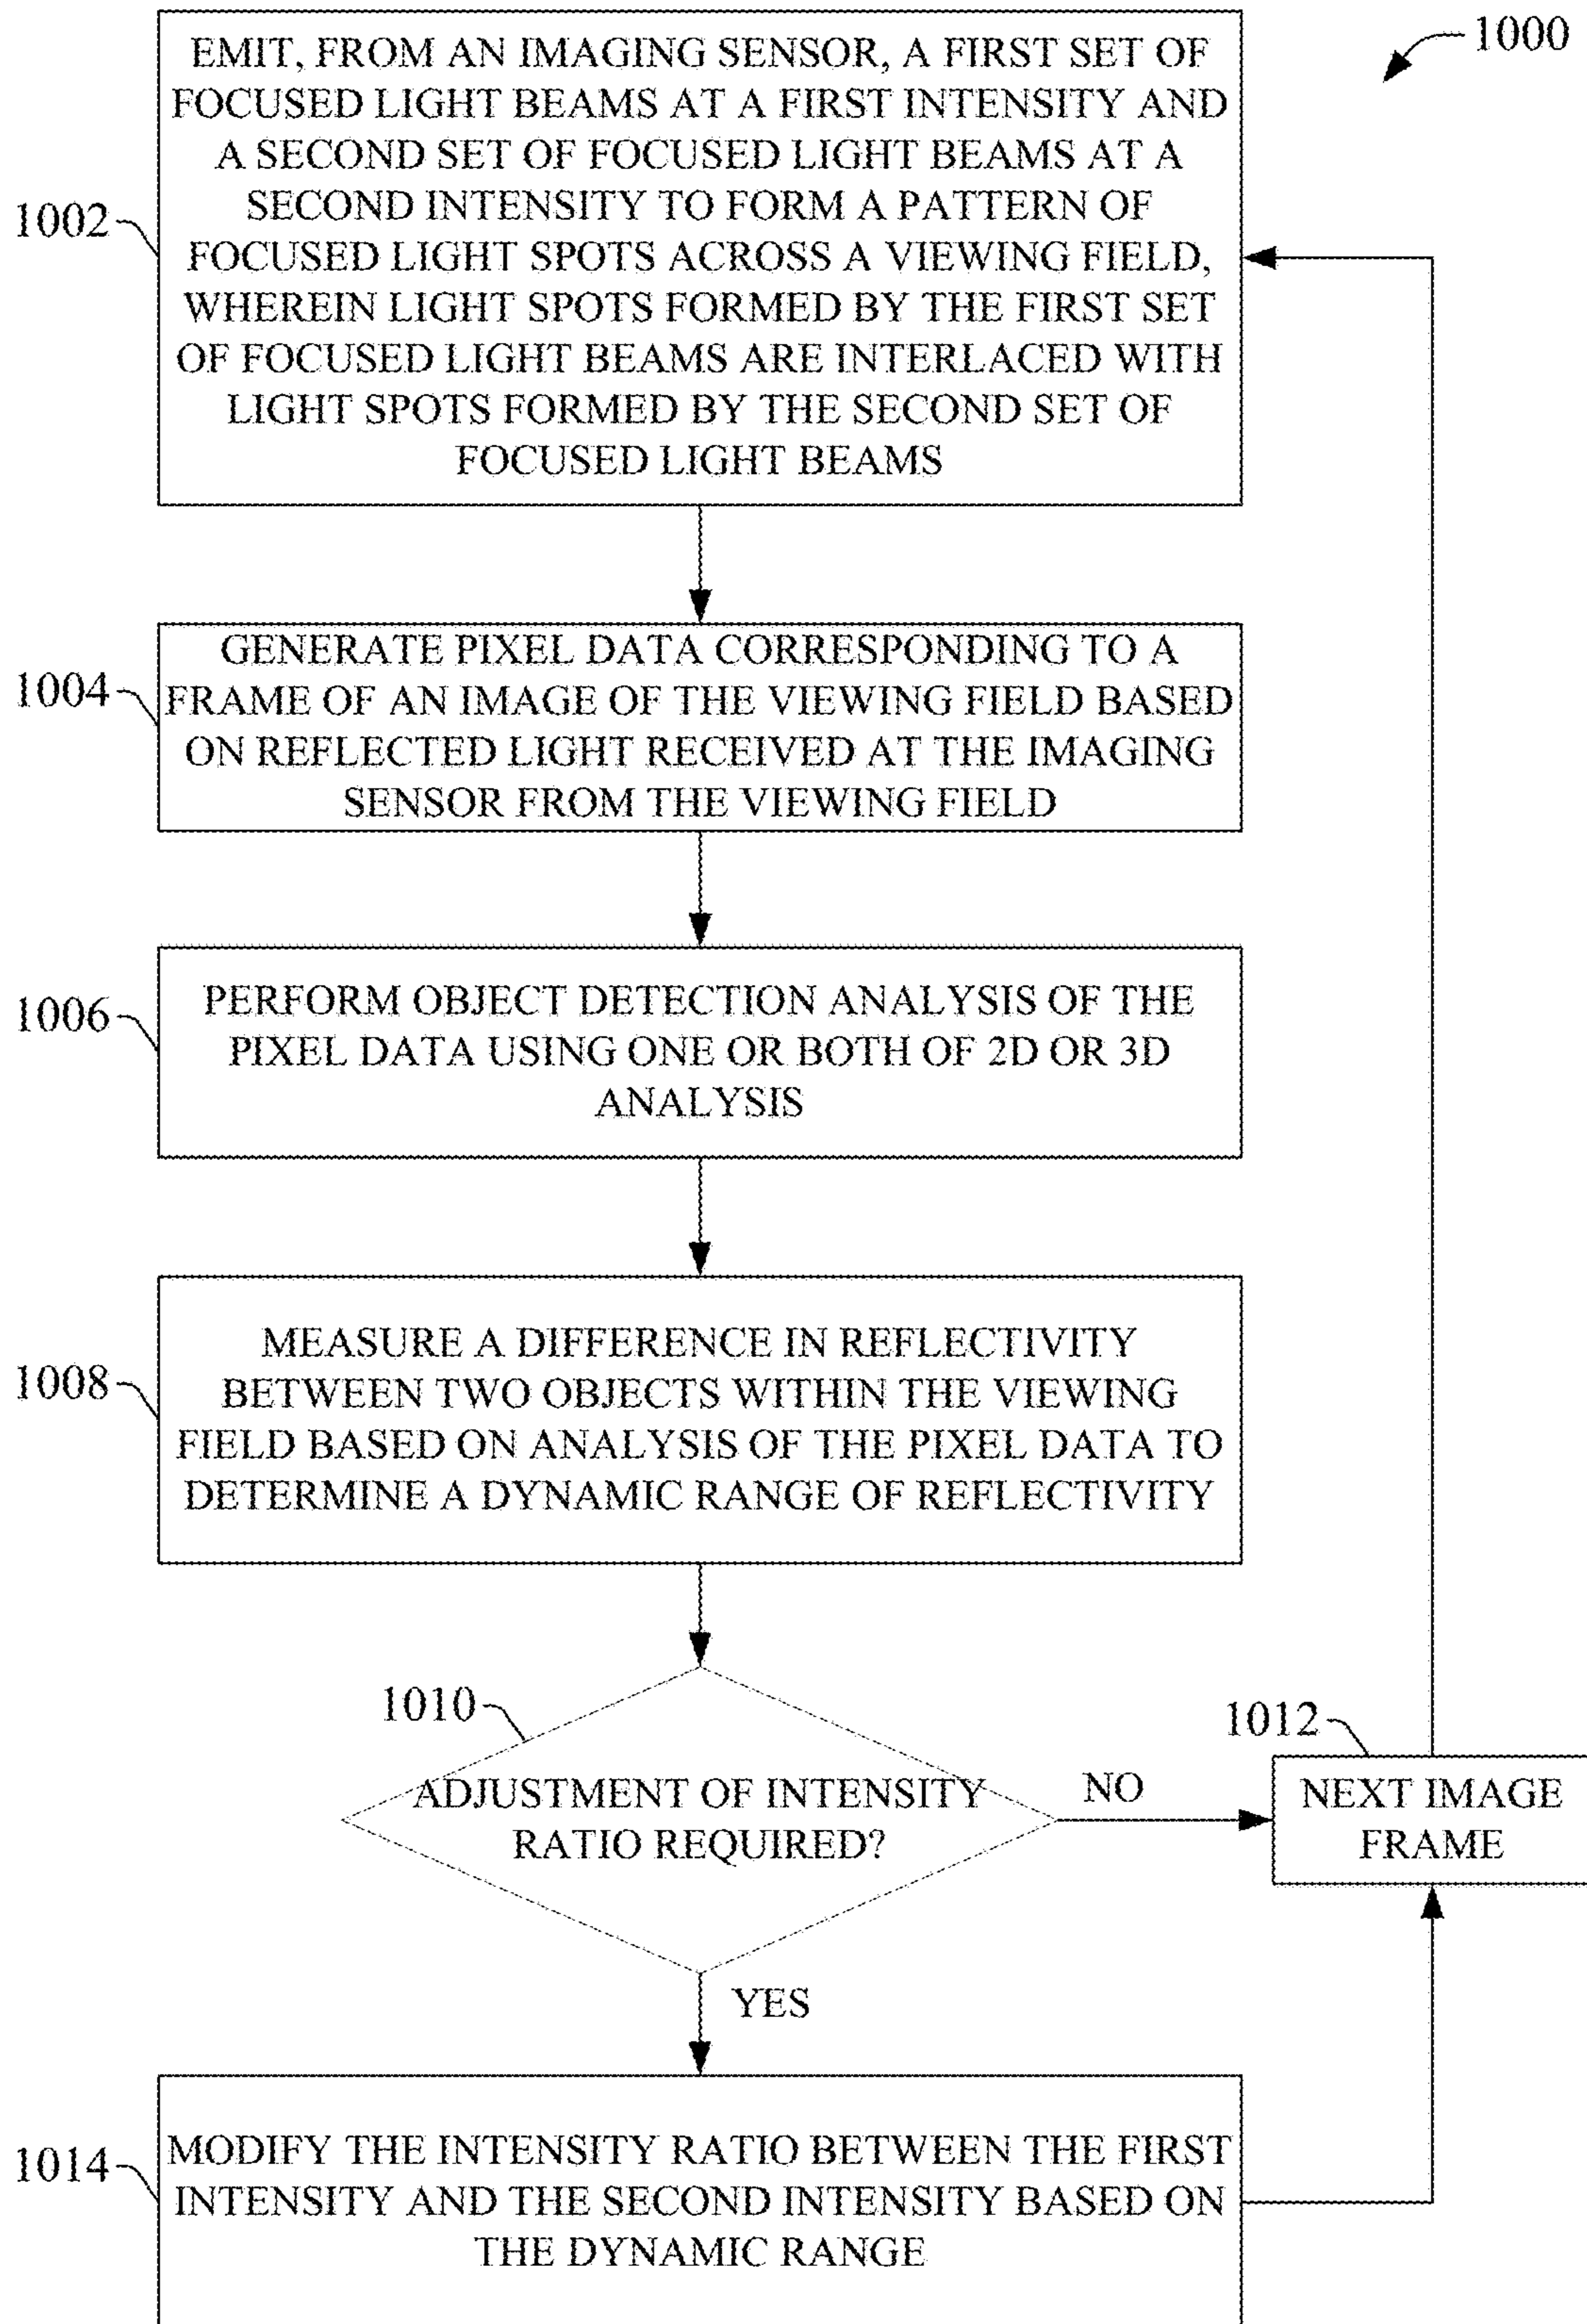 1000
1002
EMIT, FROM AN IMAGING SENSOR, A FIRST SET OF
FOCUSED LIGHT BEAMS AT A FIRST INTENSITY AND
A SECOND SET OF FOCUSED LIGHT BEAMS AT A
SECOND INTENSITY TO FORM A PATTERN OF
FOCUSED LIGHT SPOTS ACROSS A VIEWING FIELD,
WHEREIN LIGHT SPOTS FORMED BY THE FIRST SET
OF FOCUSED LIGHT BEAMS ARE INTERLACED WITH
LIGHT SPOTS FORMED BY THE SECOND SET OF
FOCUSED LIGHT BEAMS
1004
GENERATE PIXEL DATA CORRESPONDING TO A
FRAME OF AN IMAGE OF THE VIEWING FIELD BASED
ON REFLECTED LIGHT RECEIVED AT THE IMAGING
SENSOR FROM THE VIEWING FIELD
1006
PERFORM OBJECT DETECTION ANALYSIS OF THE
PIXEL DATA USING ONE OR BOTH OF 2D OR 3D
ANALYSIS
1008
MEASURE A DIFFERENCE IN REFLECTIVITY
BETWEEN TWO OBJECTS WITHIN THE VIEWING
FIELD BASED ON ANALYSIS OF THE PIXEL DATA TO
DETERMINE A DYNAMIC RANGE OF REFLECTIVITY
1010
ADJUSTMENT OF INTENSITY
RATIO REQUIRED?
NO
1012
NEXT IMAGE
FRAME
YES
1014
MODIFY THE INTENSITY RATIO BETWEEN THE FIRST
INTENSITY AND THE SECOND INTENSITY BASED ON
THE DYNAMIC RANGE